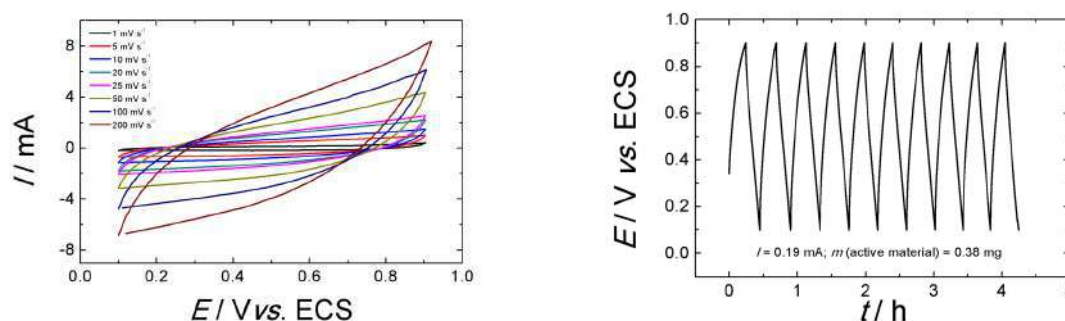 8
4
0
-4
-8
I / mA
1 mV s⁻¹
5 mV s⁻¹
10 mV s⁻¹
20 mV s⁻¹
25 mV s⁻¹
50 mV s⁻¹
100 mV s⁻¹
200 mV s⁻¹
0.0 0.2 0.4 0.6 0.8 1.0
E / V vs. ECS
1.0
0.8
0.6
0.4
0.2
0.0
E / V vs. ECS
I = 0.19 mA; m (active material) = 0.38 mg
0 1 2 3 4
t / h